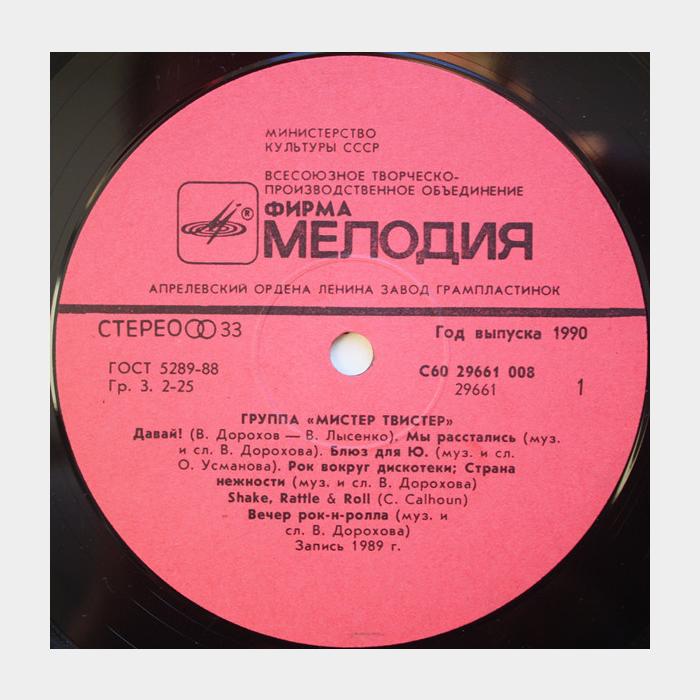 МИНИСТЕРСТВО
КУЛЬТУРЫ СССР
ВСЕСОЮЗНОЕ ТВОРЧЕСКО-
ПРОИЗВОДСТВЕННОЕ ОБЪЕДИНЕНИЕ
®
ФИРМА
МЕЛОДИЯ
АПРЕЛЕВСКИЙ ОРДЕНА ЛЕНИНА ЗАВОД ГРАМПЛАСТИНОК
СТЕРЕО 33
Год выпуска 1990
ГОСТ 5289-88
Гр. 3. 2-25
С60 29661 008
29661
1
ГРУППА «МИСТЕР ТВИСТЕР»
Давай! (В. Дорохов — В. Лысенко). Мы расстались (муз.
и сл. В. Дорохова). Блюз для Ю. (муз. и сл.
О. Усманова). Рок вокруг дискотеки; Страна
нежности (муз. и сл. В. Дорохова)
Shake, Rattle & Roll (C. Calhoun)
Вечер рок-н-ролла (муз. и
сл. В. Дорохова)
Запись 1989 г.